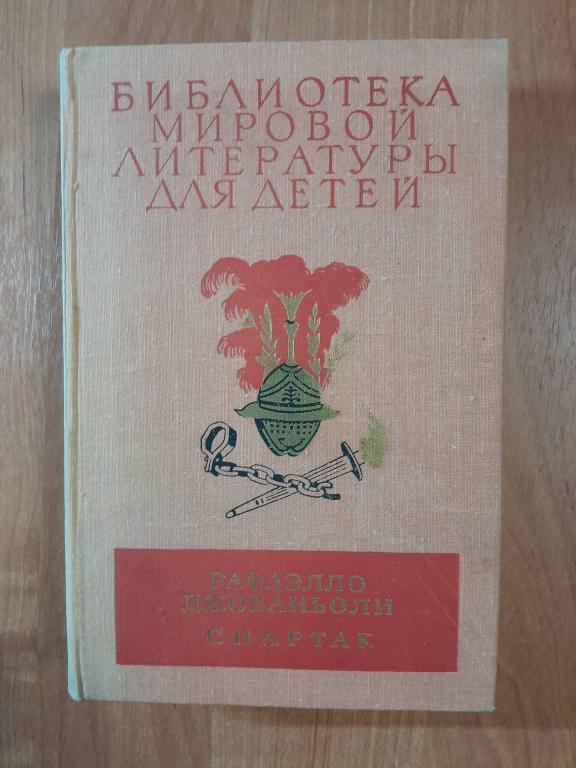 БИБЛИОТЕКА
МИРОВОЙ
ЛИТЕРАТУРЫ
ДЛЯ ДЕТЕЙ
РАФАЭЛЛО
ДЖОВАНЬОЛИ
СПАРТАК